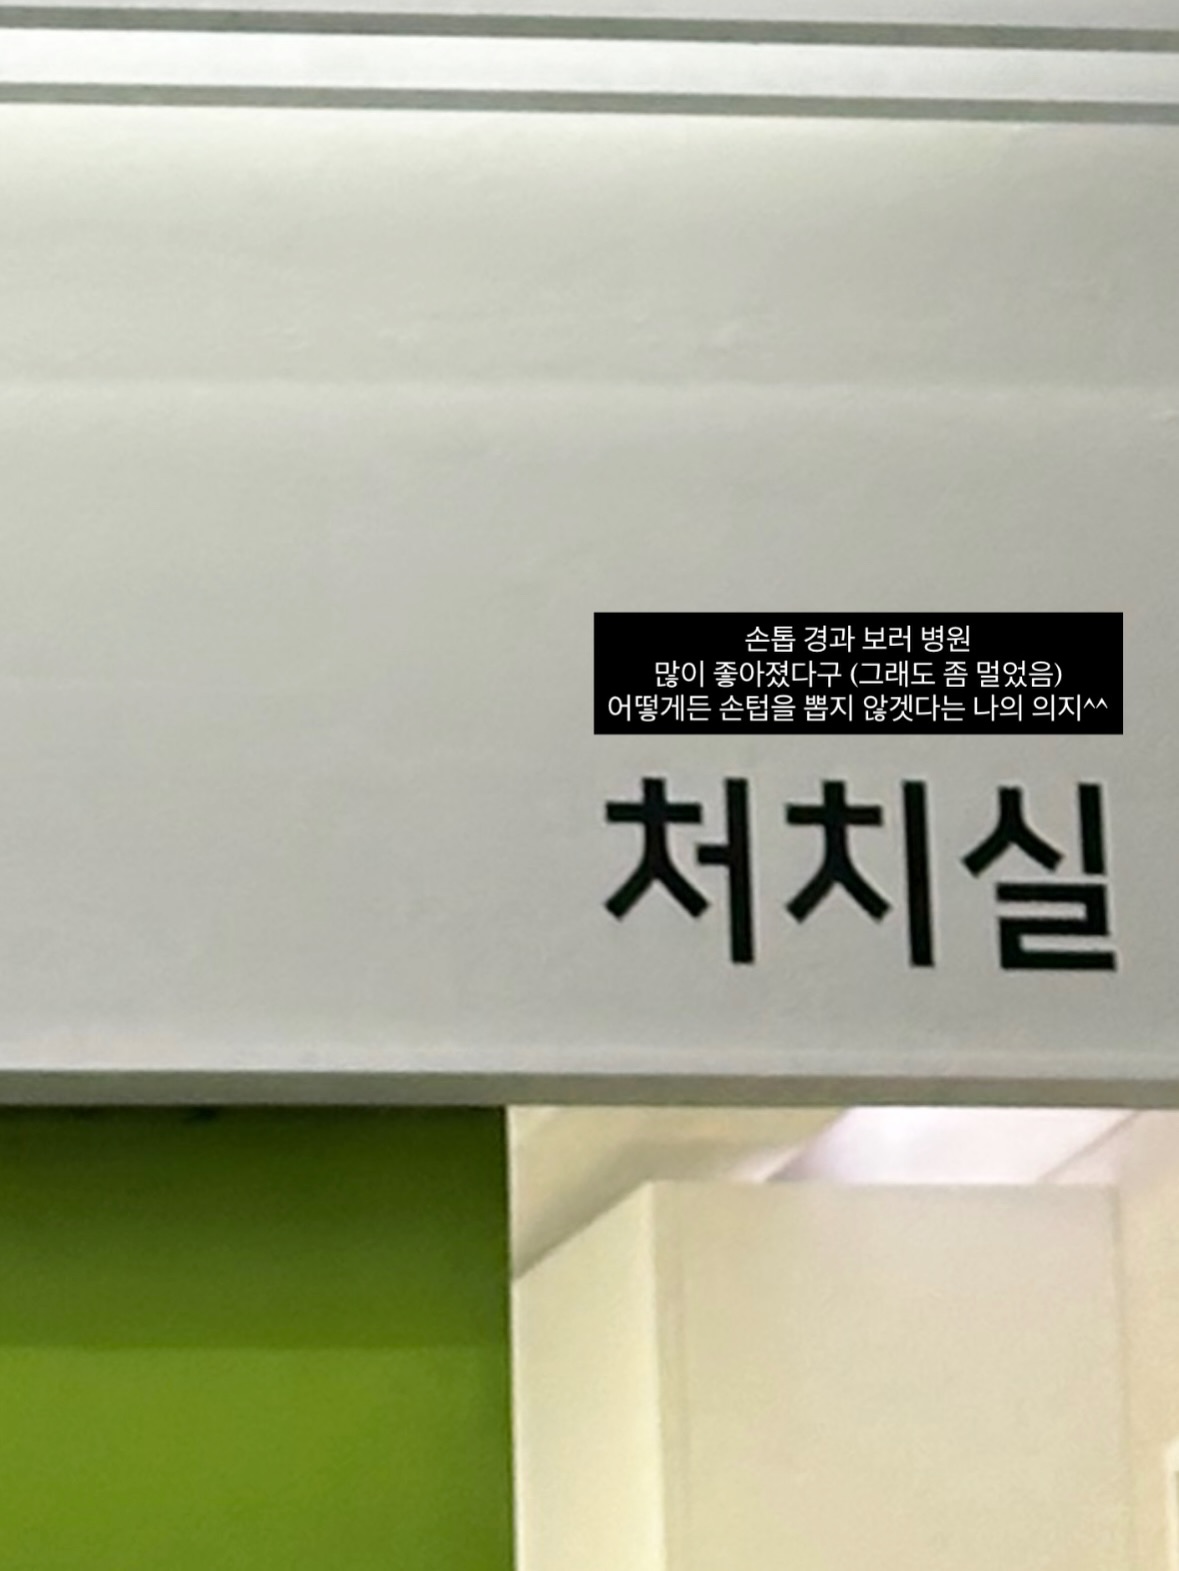 손톱 경과 보러 병원
많이 좋아졌다구 (그래도 좀 멀었음)
어떻게든 손텁을 뽑지 않겟다는 나의 의지^^
처치실